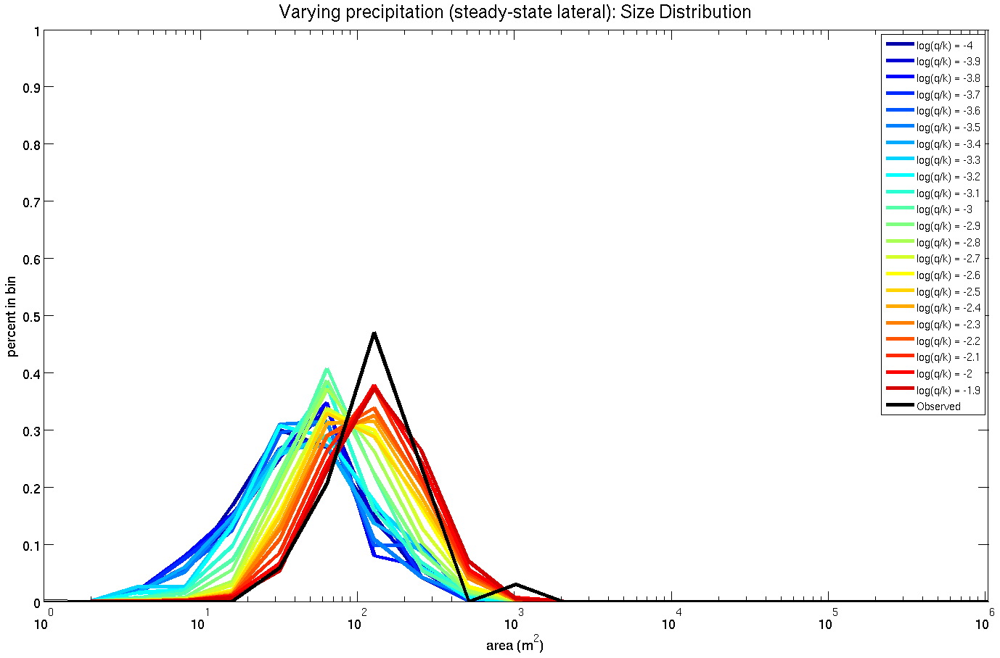 Varying precipitation (steady-state lateral): Size Distribution
1
0.9
0.8
0.7
0.6
0.5
0.4
0.3
0.2
0.1
0
percent in bin
log(q/k) = -4
log(q/k) = -3.9
log(q/k) = -3.8
log(q/k) = -3.7
log(q/k) = -3.6
log(q/k) = -3.5
log(q/k) = -3.4
log(q/k) = -3.3
log(q/k) = -3.2
log(q/k) = -3.1
log(q/k) = -3
log(q/k) = -2.9
log(q/k) = -2.8
log(q/k) = -2.7
log(q/k) = -2.6
log(q/k) = -2.5
log(q/k) = -2.4
log(q/k) = -2.3
log(q/k) = -2.2
log(q/k) = -2.1
log(q/k) = -2
log(q/k) = -1.9
Observed
10^0 10^1 10^2 10^3 10^4 10^5 10^6
area (m^2)